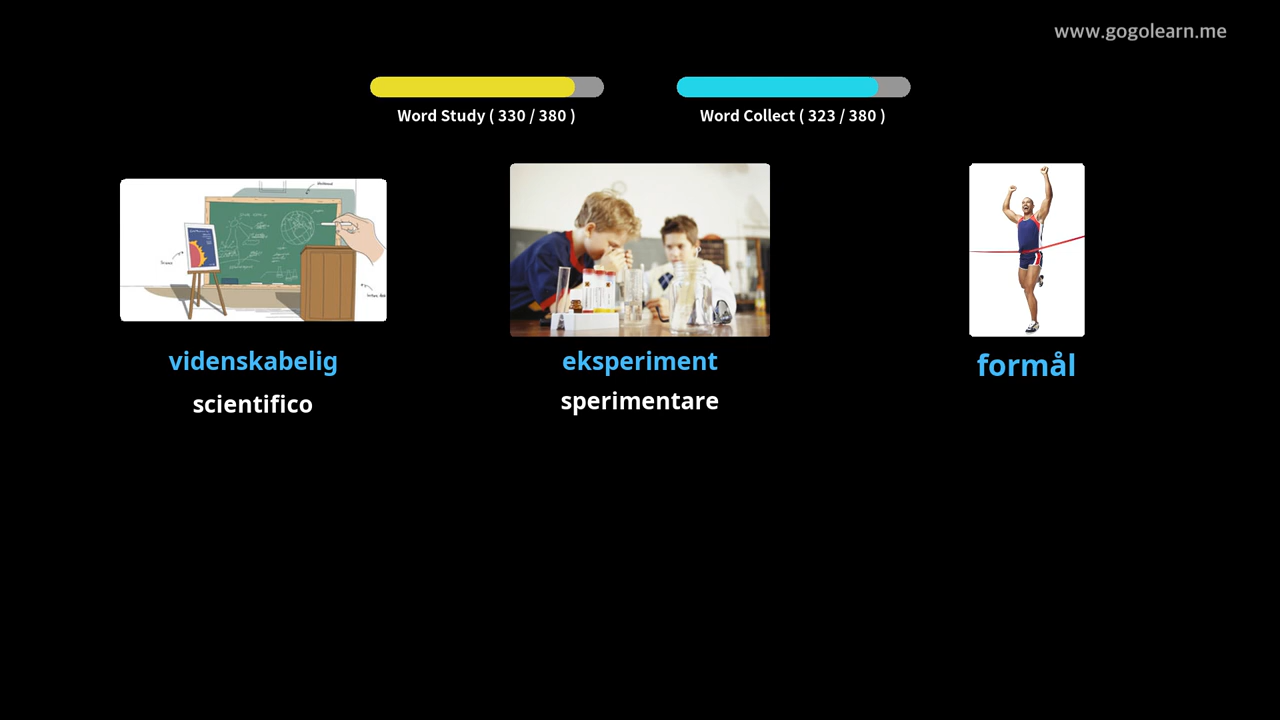 www.gogolearn.me
Word Study ( 330 / 380 )
Word Collect ( 323 / 380 )
videnskabelig
eksperiment
formål
scientifico
sperimentare